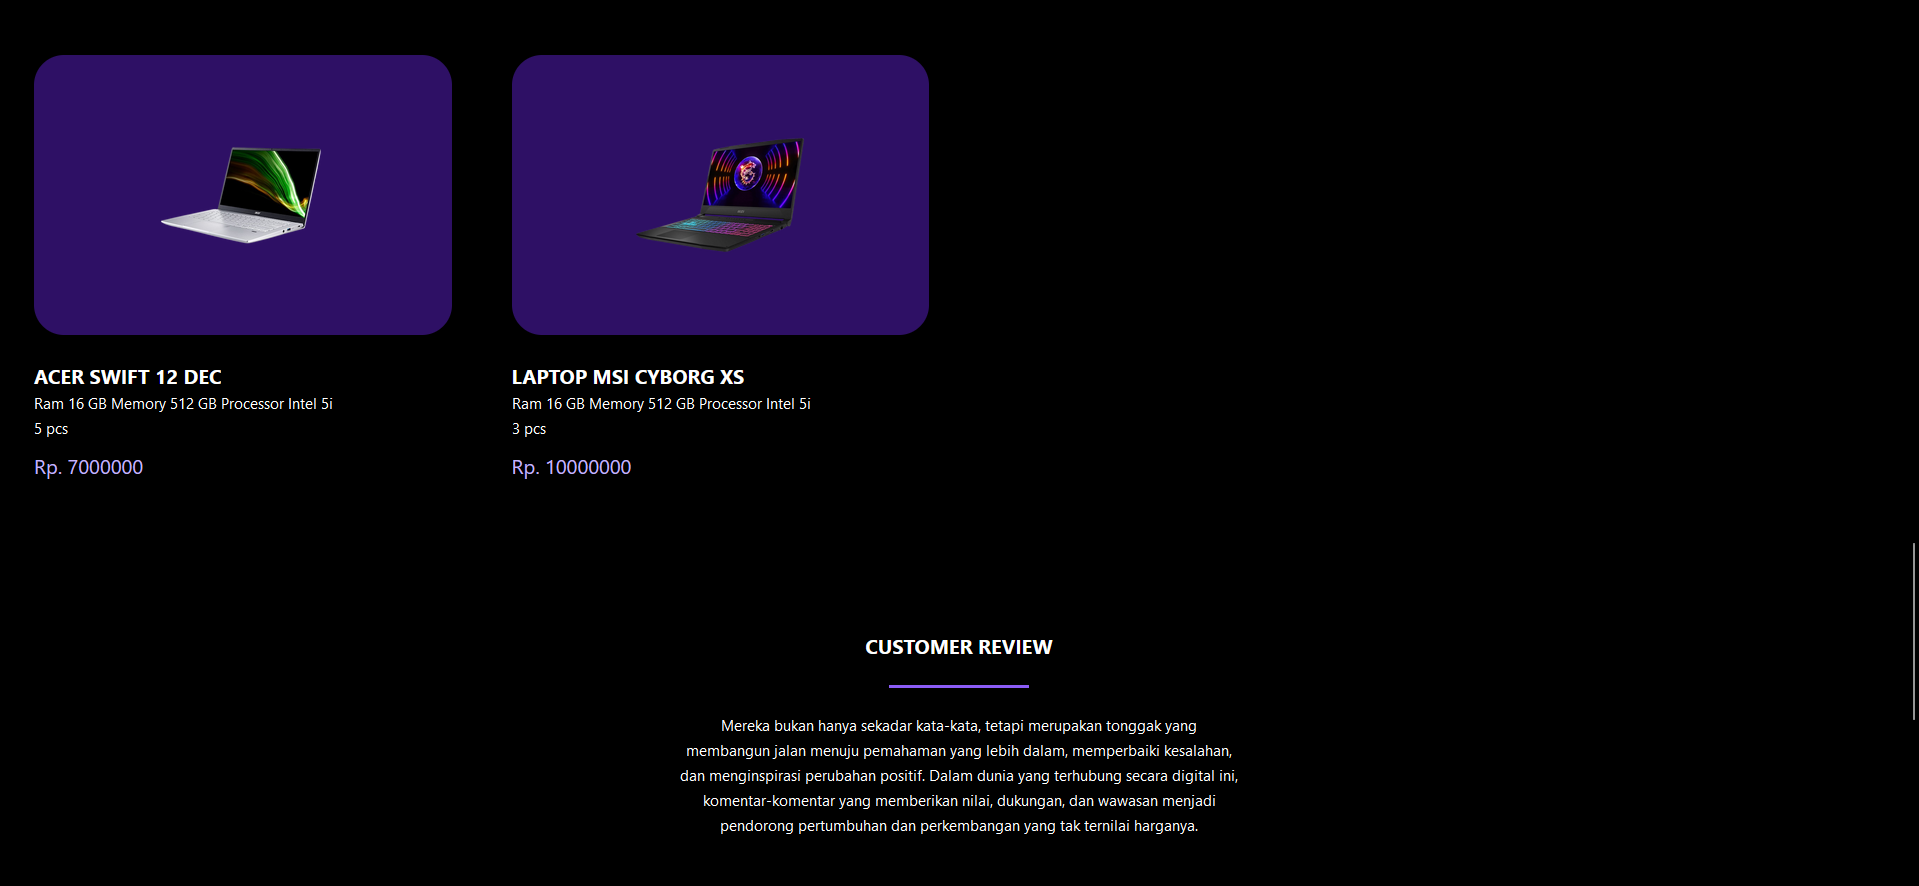 ACER SWIFT 12 DEC
Ram 16 GB Memory 512 GB Processor Intel 5i
5 pcs
Rp. 7000000
LAPTOP MSI CYBORG XS
Ram 16 GB Memory 512 GB Processor Intel 5i
3 pcs
Rp. 10000000
CUSTOMER REVIEW
Mereka bukan hanya sekadar kata-kata, tetapi merupakan tonggak yang
membangun jalan menuju pemahaman yang lebih dalam, memperbaiki kesalahan,
dan menginspirasi perubahan positif. Dalam dunia yang terhubung secara digital ini,
komentar-komentar yang memberikan nilai, dukungan, dan wawasan menjadi
pendorong pertumbuhan dan perkembangan yang tak ternilai harganya.